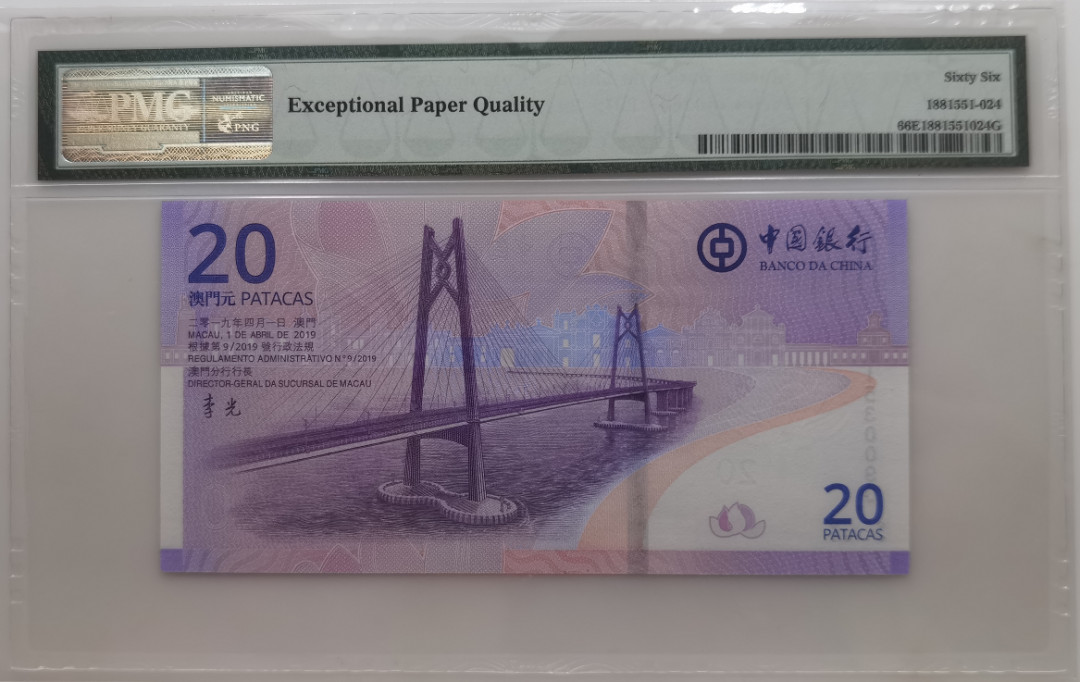 PMG
NUMISMATIC
PNG
Exceptional Paper Quality
Sixty Six
1881551-024
66E1881551024G
20
澳門元 PATACAS
二零一九年四月一日 澳門
MACAU, 1 DE ABRIL DE 2019
根據第9/2019號行政法規
REGULAMENTO ADMINISTRATIVO N.º 9/2019
澳門分行行長
DIRECTOR-GERAL DA SUCURSAL DE MACAU
李光
中国銀行
BANCO DA CHINA
20
PATACAS